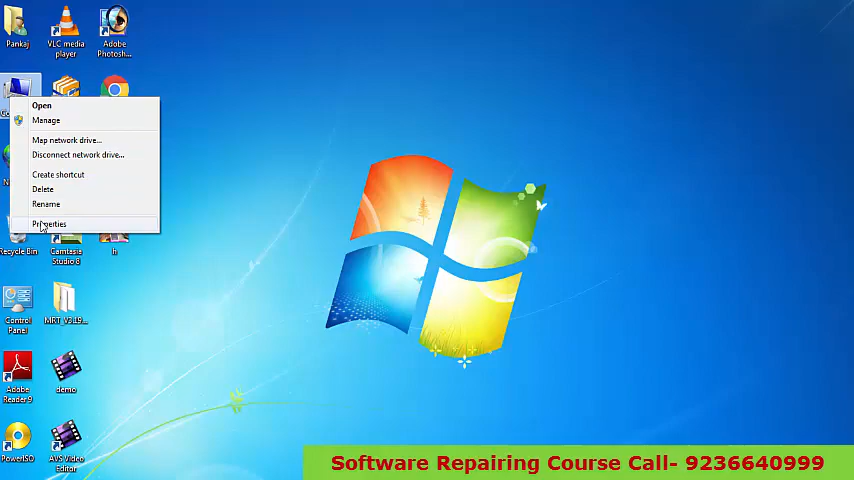 Pankaj
VLC media
player
Adobe
Photosh...
Open
Manage
Map network drive...
Disconnect network drive...
Create shortcut
Delete
Rename
Properties
Recycle Bin
Camtasia
Studio 8
h
Control
Panel
MRT_V3.19...
Adobe
Reader 9
demo
PowerISO
AVS Video
Editor
Software Repairing Course Call- 9236640999